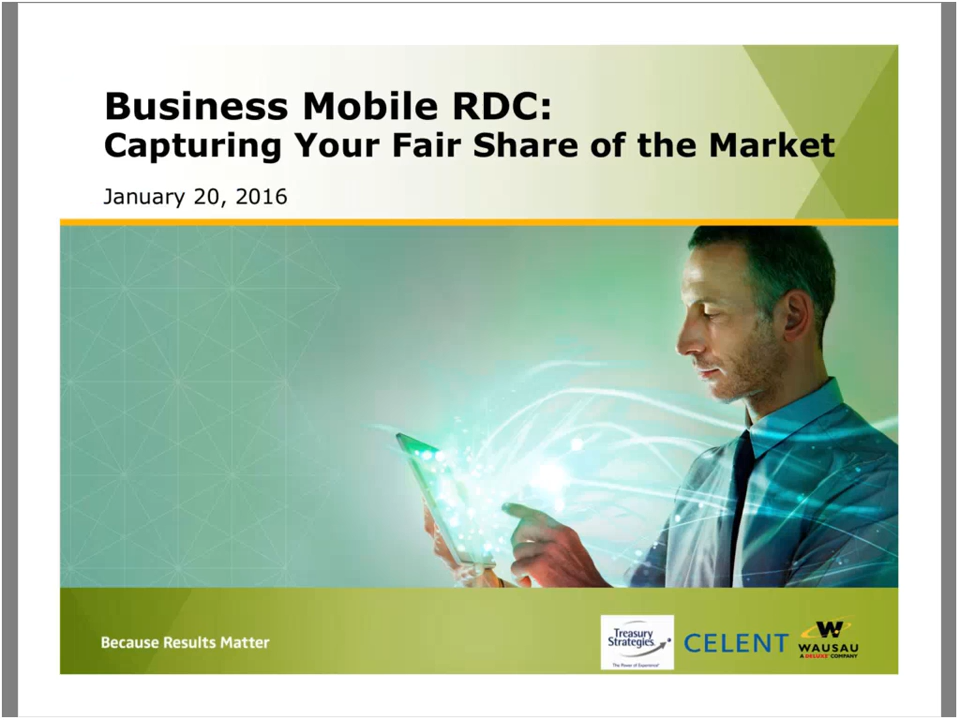 Business Mobile RDC:
Capturing Your Fair Share of the Market
January 20, 2016
Because Results Matter
Treasury
Strategies
The Power of Experience®
CELENT
W
WAUSAU
A DELUXE COMPANY